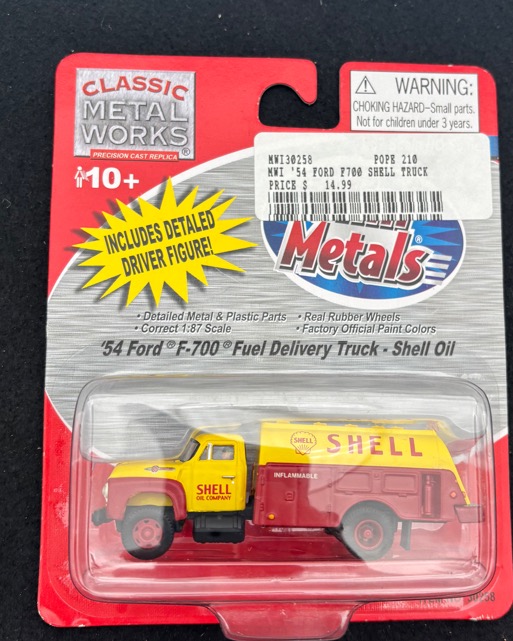 CLASSIC
METAL
WORKS®
PRECISION CAST REPLICA
10+
WARNING:
CHOKING HAZARD–Small parts.
Not for children under 3 years.
MWI30258 POPE 210
MWI '54 FORD F700 SHELL TRUCK
PRICE $ 14.99
INCLUDES DETALED
DRIVER FIGURE!
Metals®
• Detailed Metal & Plastic Parts • Real Rubber Wheels
• Correct 1:87 Scale • Factory Official Paint Colors
'54 Ford® F-700® Fuel Delivery Truck - Shell Oil
SHELL
SHELL
INFLAMMABLE
SHELL
OIL COMPANY